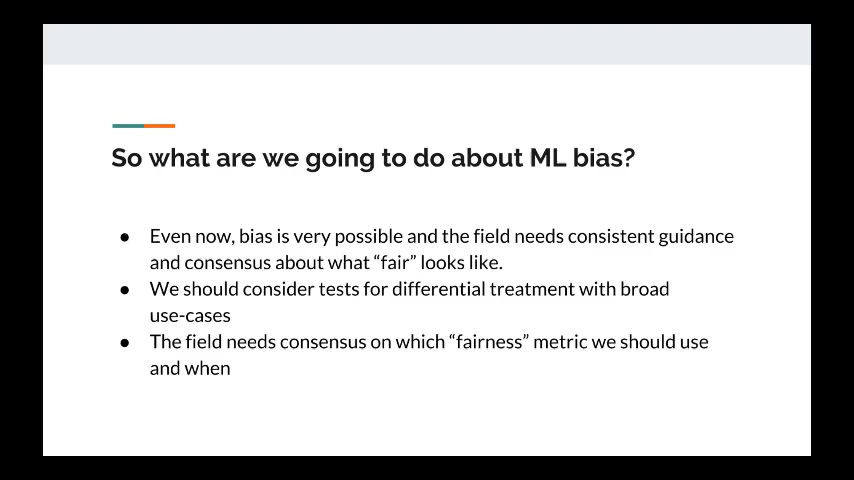 So what are we going to do about ML bias?
● Even now, bias is very possible and the field needs consistent guidance
and consensus about what “fair” looks like.
● We should consider tests for differential treatment with broad
use-cases
● The field needs consensus on which “fairness” metric we should use
and when